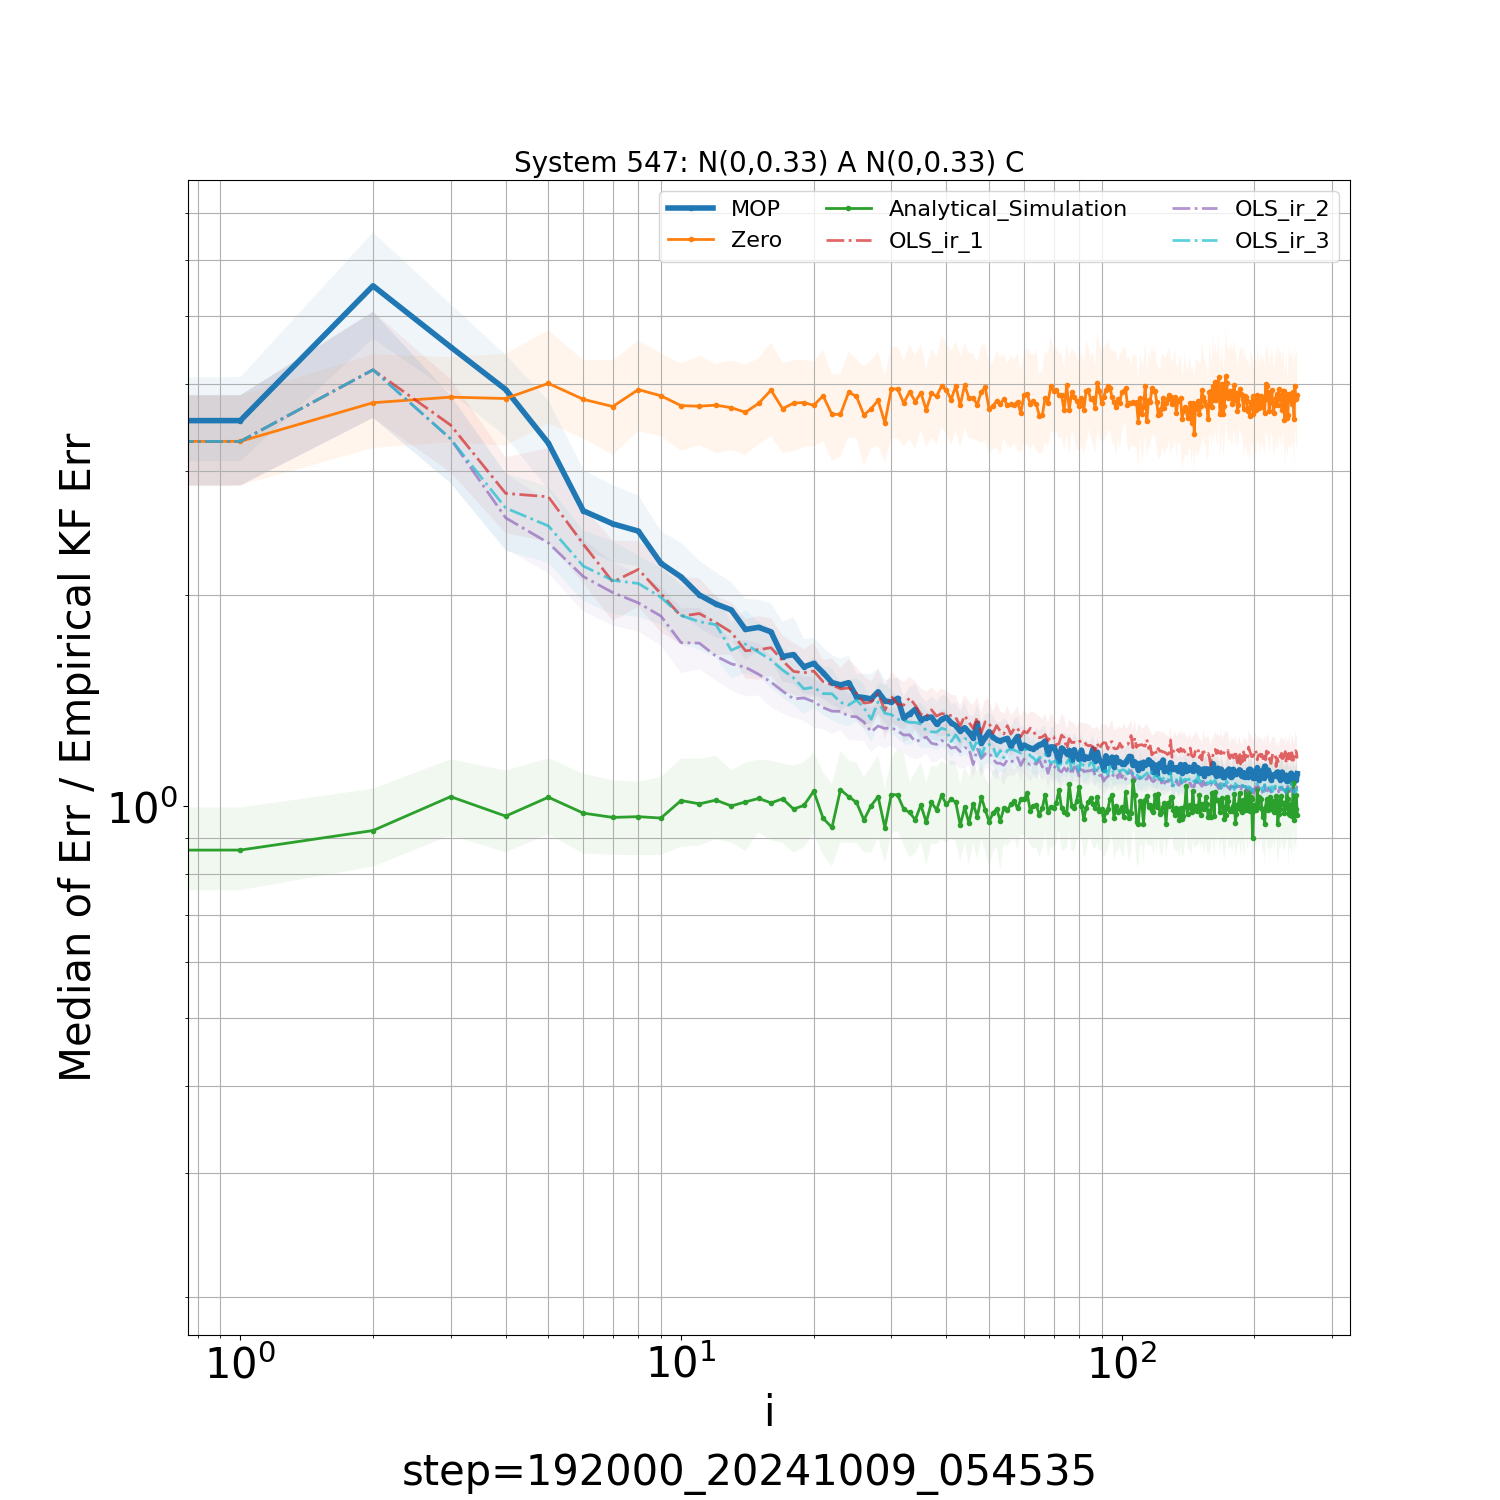 System 547: N(0,0.33) A N(0,0.33) C
MOP
Zero
Analytical_Simulation
OLS_ir_1
OLS_ir_2
OLS_ir_3
Median of Err / Empirical KF Err
10⁰
10⁰ 10¹ 10²
i
step=192000_20241009_054535